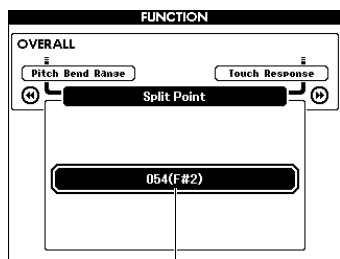 FUNCTION
OVERALL
Pitch Bend Range Touch Response
Split Point
054(F#2)